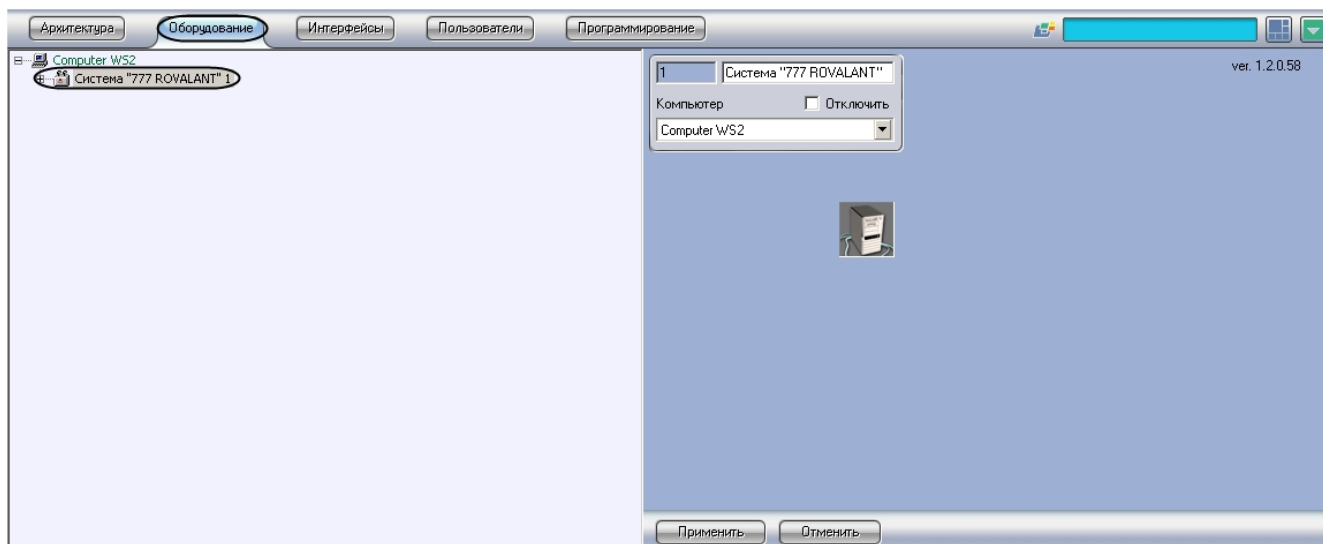 Архитектура Оборудование Интерфейсы Пользователи Программирование
Computer WS2
Система "777 ROVALANT" 1
1 Система "777 ROVALANT"
ver. 1.2.0.58
Компьютер Отключить
Computer WS2
Применить Отменить